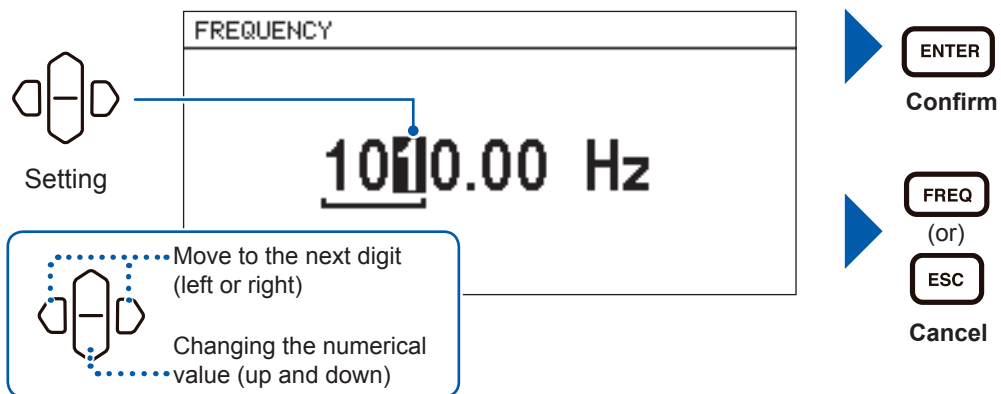 FREQUENCY
1010.00 Hz
Setting
Move to the next digit
(left or right)
Changing the numerical
value (up and down)
ENTER
Confirm
FREQ
(or)
ESC
Cancel